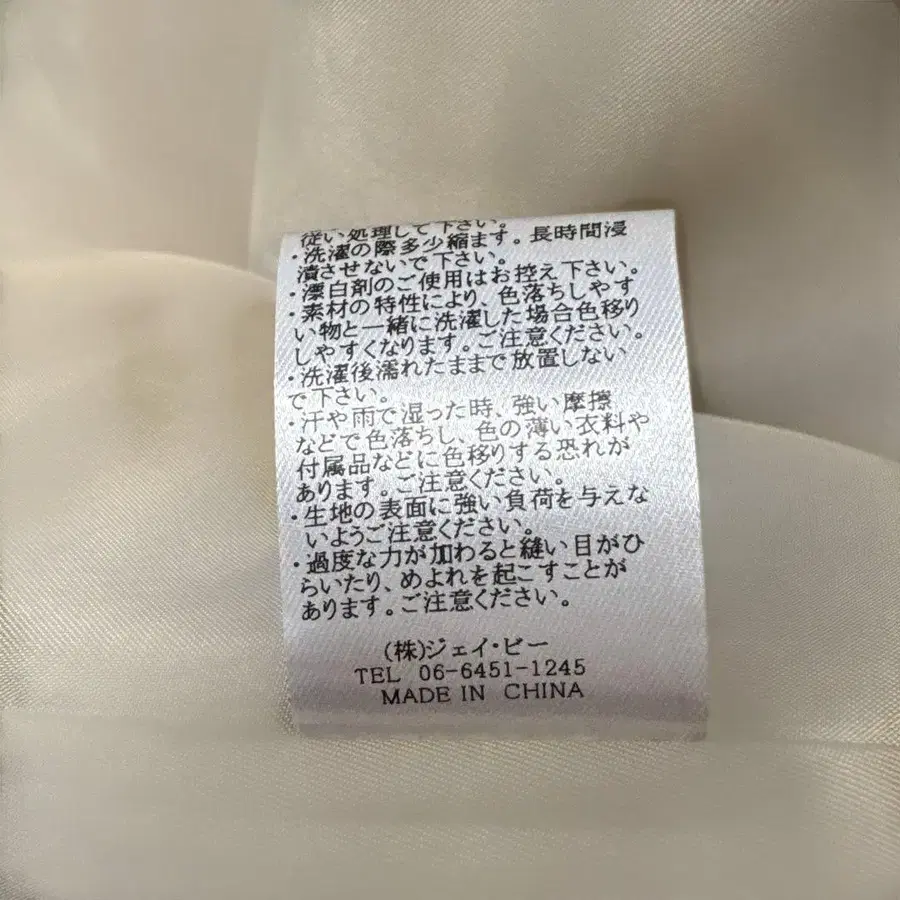 従い処理して下さい。
・洗濯の際多少縮ます。長時間浸
漬させないで下さい。
・漂白剤のご使用はお控え下さい。
・素材の特性により、色落ちしやす
い物と一緒に洗濯した場合色移り
しやすくなります。ご注意ください。
・洗濯後濡れたままで放置しない
で下さい。
・汗や雨で湿った時、強い摩擦
などで色落ちし、色の薄い衣料や
付属品などに色移りする恐れが
あります。ご注意ください。
・生地の表面に強い負荷を与えな
いようご注意ください。
・過度な力が加わると縫い目がひ
らいたり、めよれを起こすことが
あります。ご注意ください。
(株)ジェイ・ビー
TEL 06-6451-1245
MADE IN CHINA